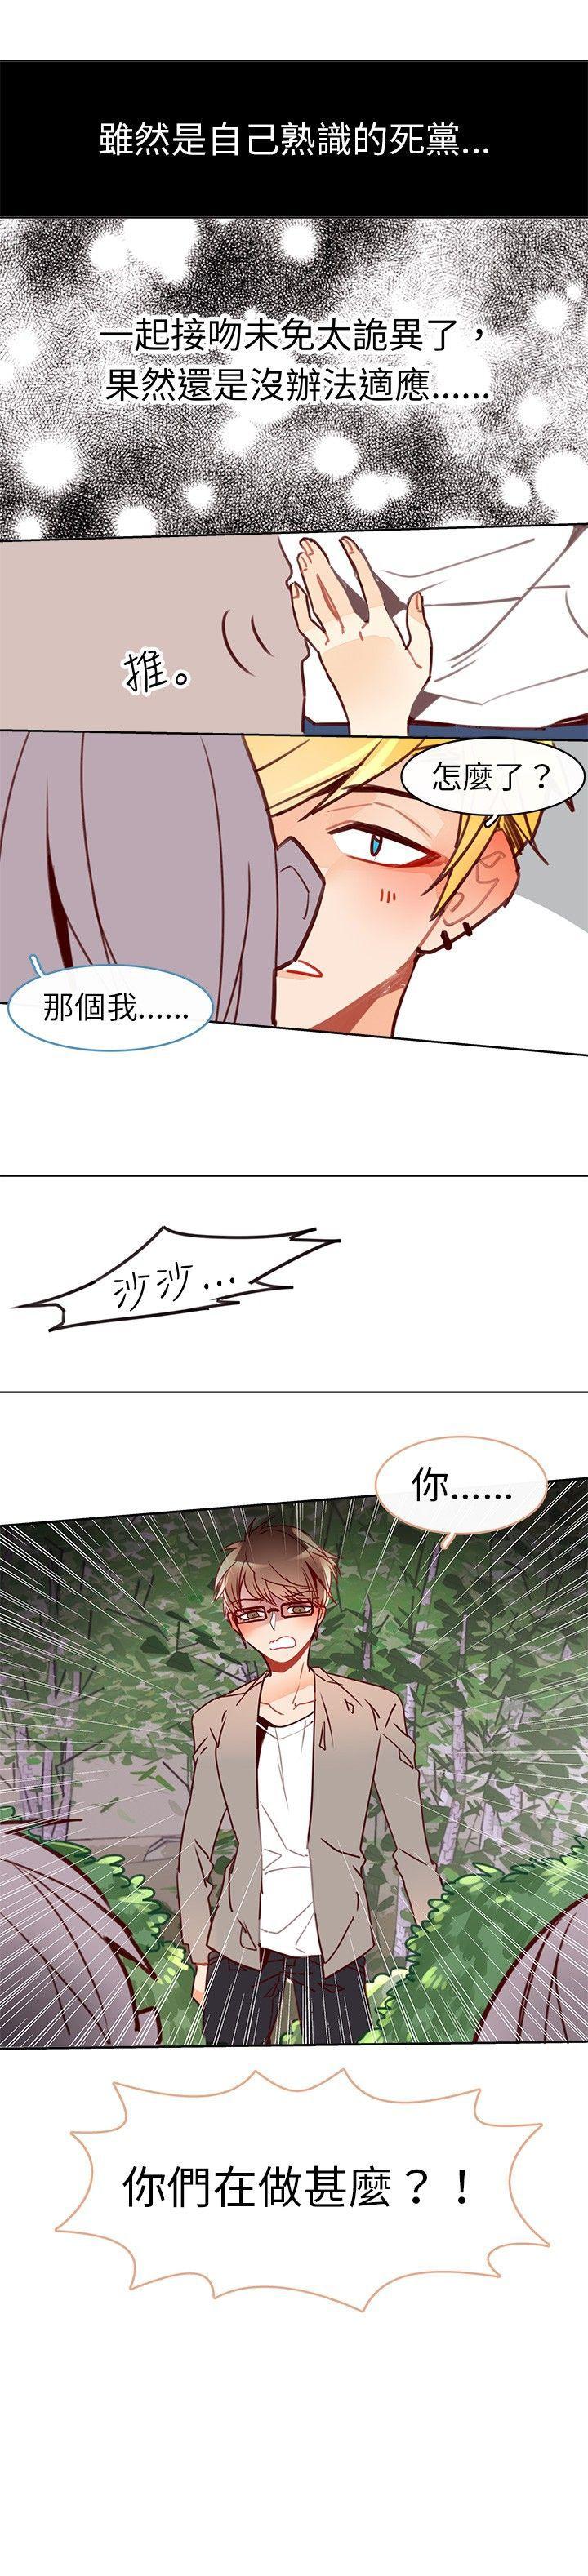 雖然是自己熟識的死黨...
一起接吻未免太詭異了，
果然還是沒辦法適應......
推。
怎麼了？
那個我......
沙沙...
你......
你們在做甚麼？！